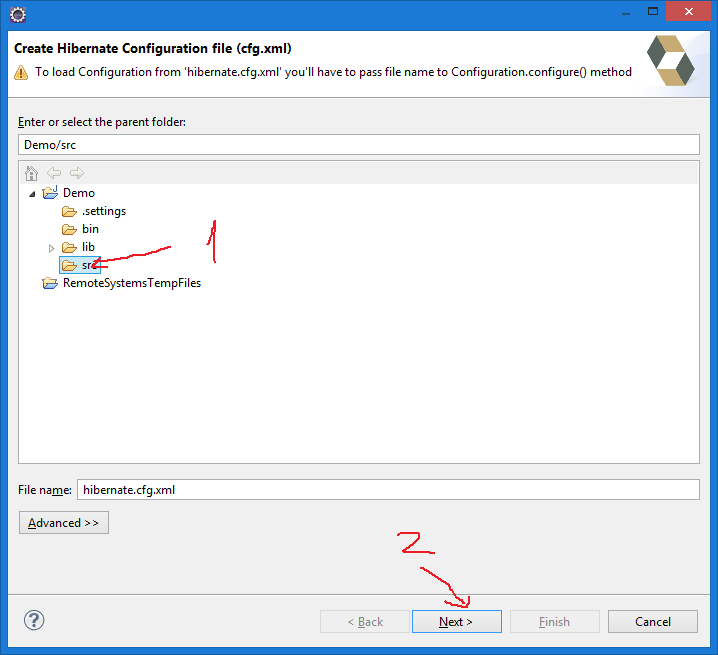 Create Hibernate Configuration file (cfg.xml)
To load Configuration from 'hibernate.cfg.xml' you'll have to pass file name to Configuration.configure() method
Enter or select the parent folder:
Demo/src
Demo
.settings
1
bin
lib
src
RemoteSystemsTempFiles
File name: hibernate.cfg.xml
Advanced >>
2
< Back Next > Finish Cancel